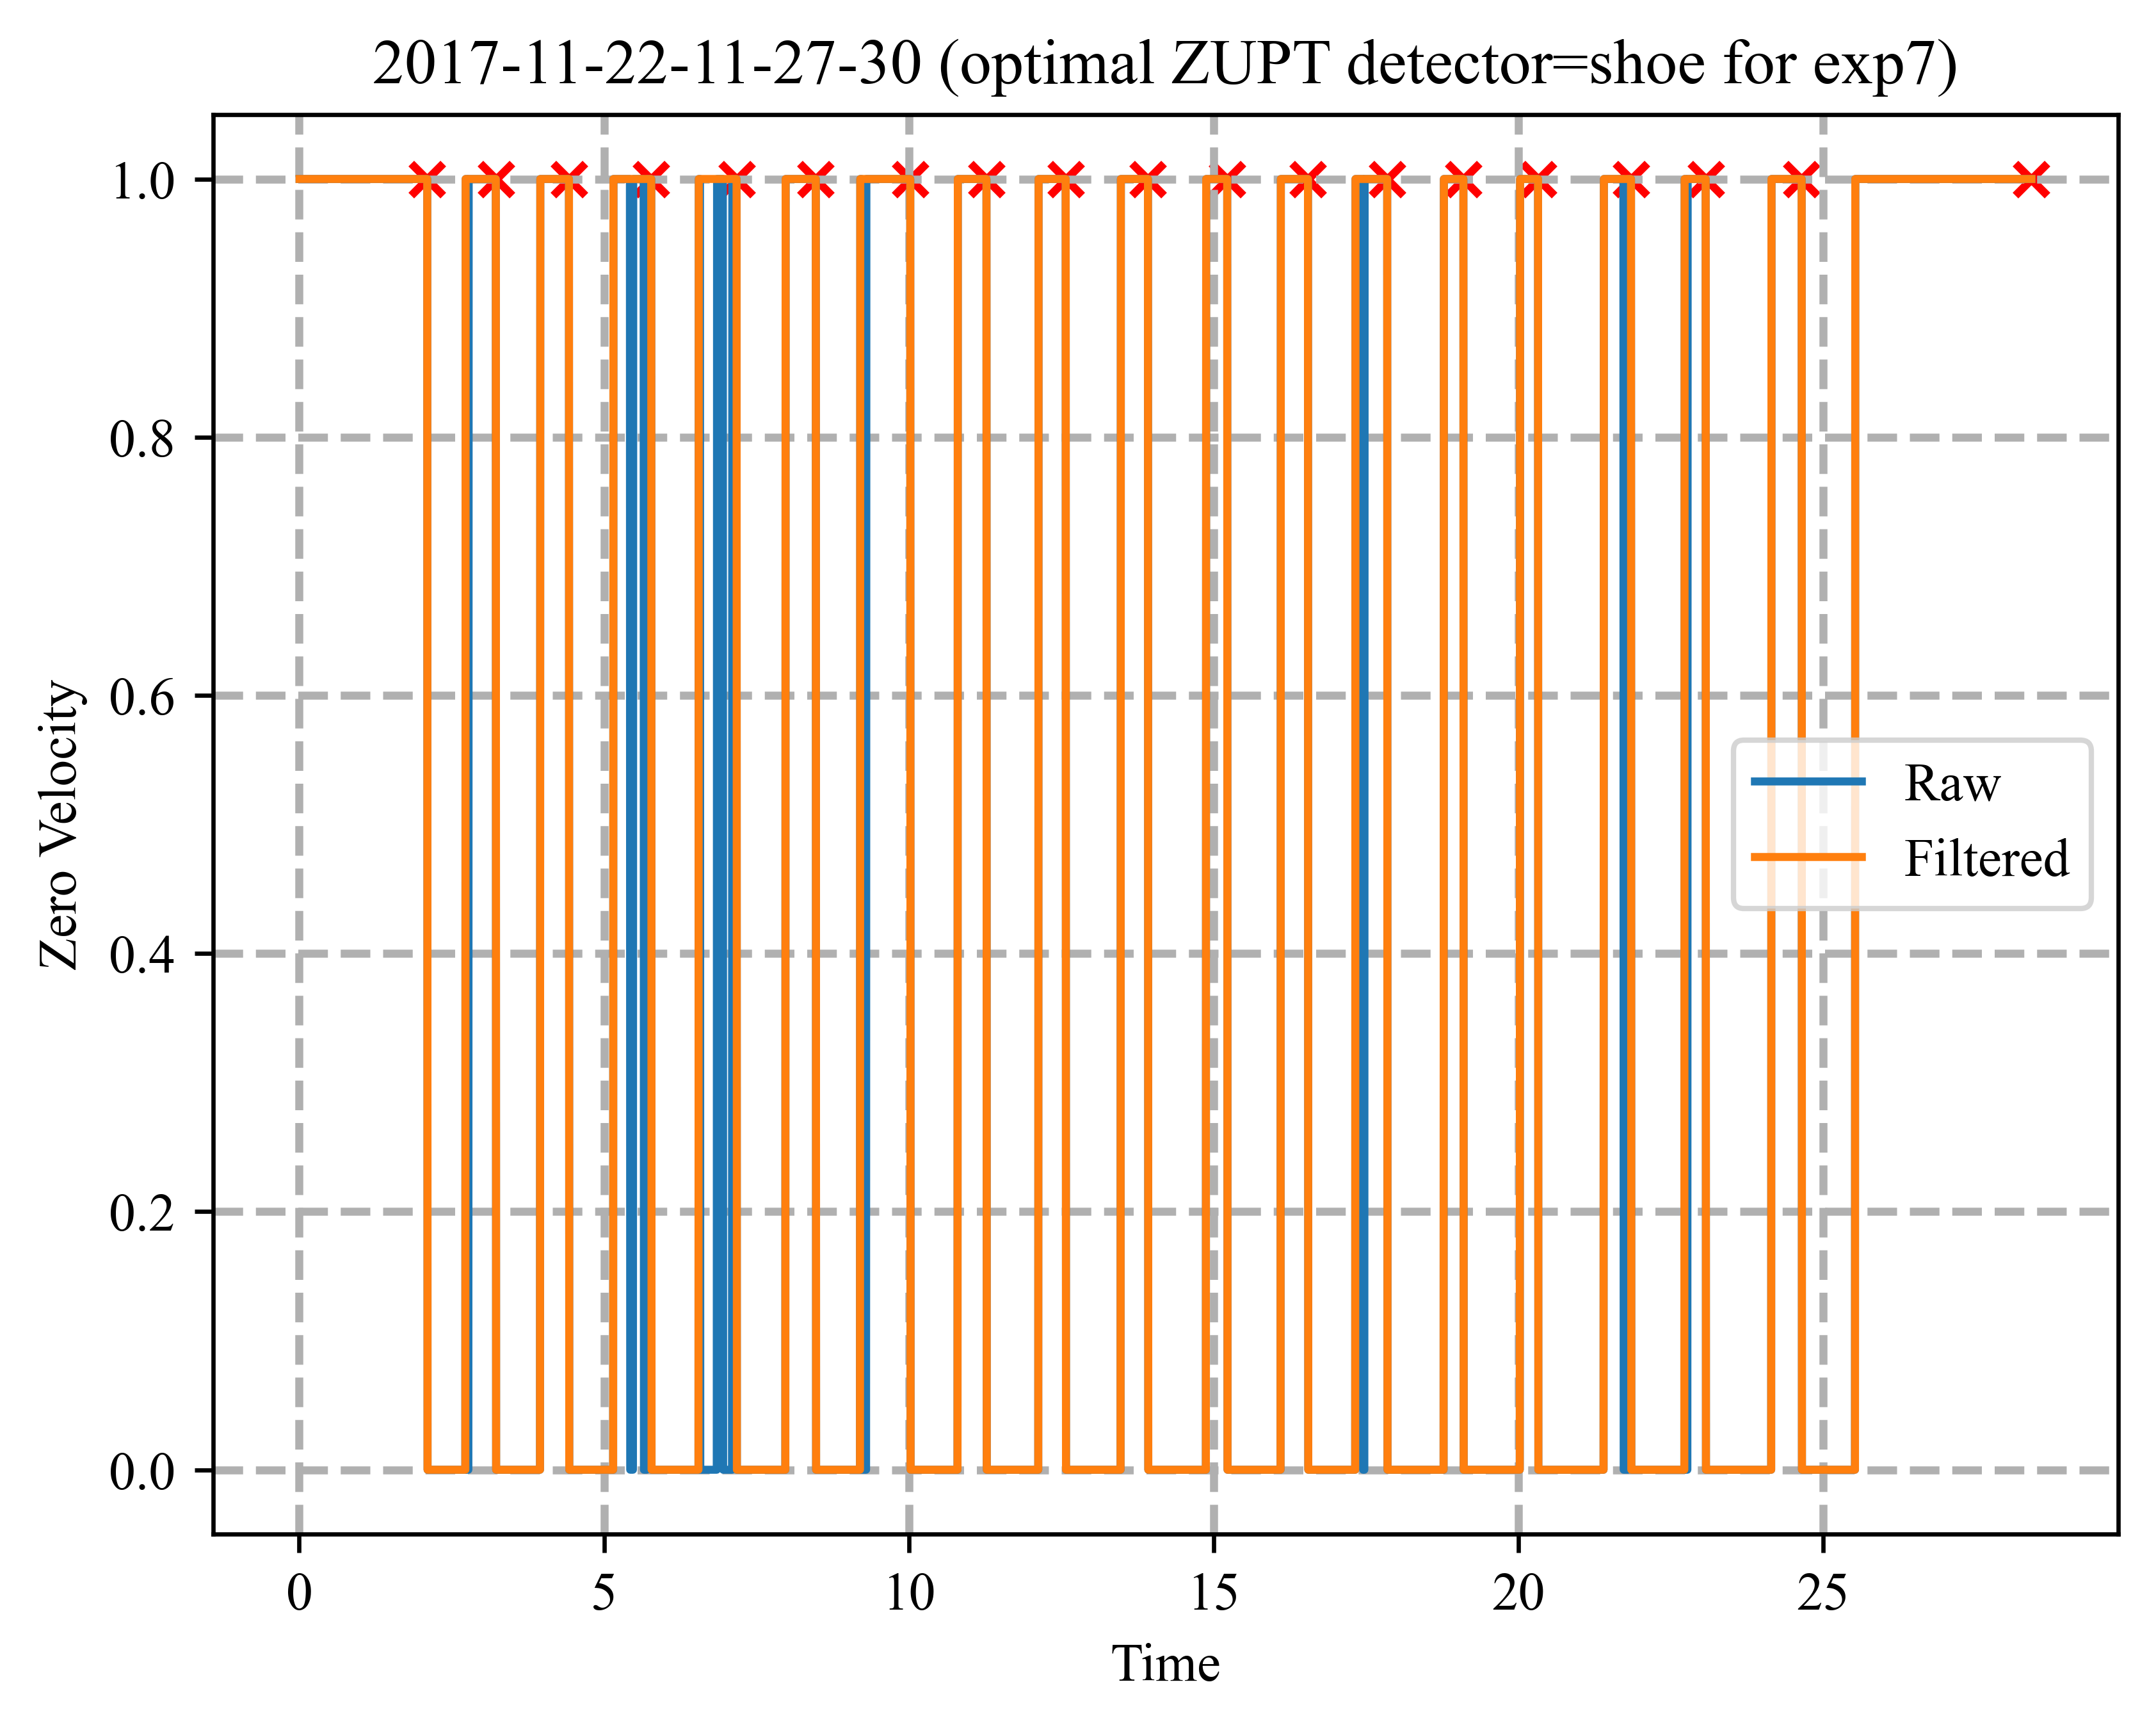 2017-11-22-11-27-30 (optimal ZUPT detector=shoe for exp7)
1.0
0.8
0.6
0.4
0.2
0.0
Zero Velocity
Raw
Filtered
0 5 10 15 20 25
Time